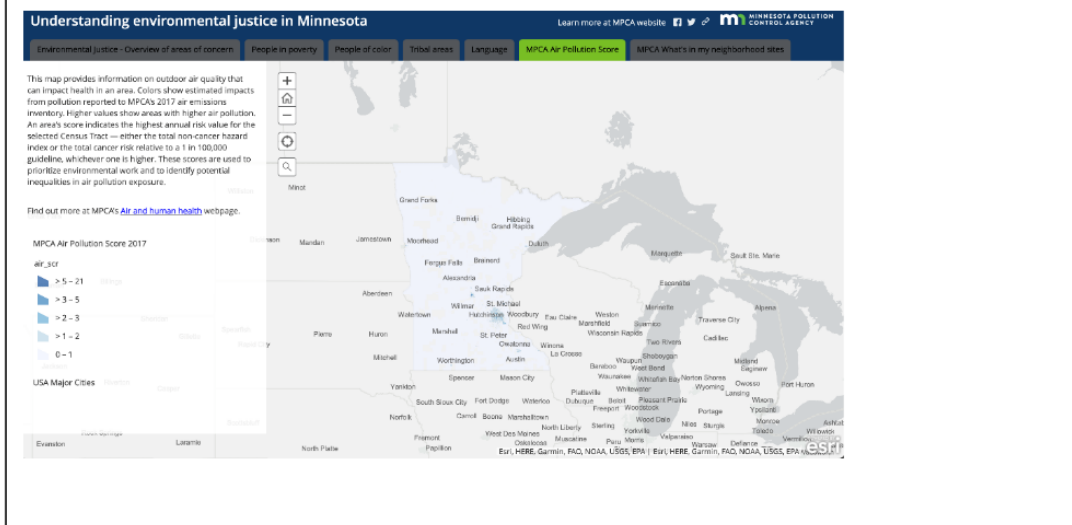 Understanding environmental justice in Minnesota
Learn more at MPCA website
MINNESOTA POLLUTION
CONTROL AGENCY
Environmental Justice - Overview of areas of concern
People in poverty
People of color
Tribal areas
Language
MPCA Air Pollution Score
MPCA What's in my neighborhood sites
This map provides information on outdoor air quality that
can impact health in an area. Colors show estimated impacts
from pollution reported to MPCA's 2017 air emissions
inventory. Higher values show areas with higher air pollution.
An area's score indicates the highest annual risk value for the
selected Census Tract — either the total non-cancer hazard
index or the total cancer risk relative to a 1 in 100,000
guideline, whichever one is higher. These scores are used to
prioritize environmental work and to identify potential
inequalities in air pollution exposure.
Find out more at MPCA's Air and human health webpage.
MPCA Air Pollution Score 2017
air_scr
> 5 – 21
> 3 – 5
> 2 – 3
> 1 – 2
0 – 1
USA Major Cities
Minot
Grand Forks
Bemidji
Hibbing
Grand Rapids
Mandan
Jamestown
Moorhead
Duluth
Marquette
Sault Ste. Marie
Fergus Falls
Brainerd
Alexandria
Escanaba
Aberdeen
Sauk Rapids
Willmar
St. Michael
Marinette
Alpena
Watertown
Hutchinson
Woodbury
Eau Claire
Weston
Marshfield
Suamico
Traverse City
Pierre
Huron
Marshall
St. Peter
Red Wing
Wisconsin Rapids
Two Rivers
Cadillac
Owatonna
Winona
La Crosse
Mitchell
Worthington
Austin
Baraboo
Waupun
Sheboygan
West Bend
Midland
Saginaw
Spencer
Mason City
Waunakee
Whitefish Bay
Norton Shores
Wyoming
Owosso
Lansing
Port Huron
Yankton
Platteville
Whitewater
South Sioux City
Fort Dodge
Waterloo
Dubuque
Beloit
Pleasant Prairie
Freeport
Woodstock
Portage
Wixom
Ypsilanti
Norfolk
Carroll
Boone
Marshalltown
North Liberty
Sterling
Wood Dale
Yorkville
Niles
Sturgis
Monroe
Toledo
Fremont
Papillion
West Des Moines
Oskaloosa
Muscatine
Peru
Morris
Valparaiso
Warsaw
Defiance
Evanston
Laramie
North Platte
Esri, HERE, Garmin, FAO, NOAA, USGS, EPA | Esri, HERE, Garmin, FAO, NOAA, USGS, EPA
esri